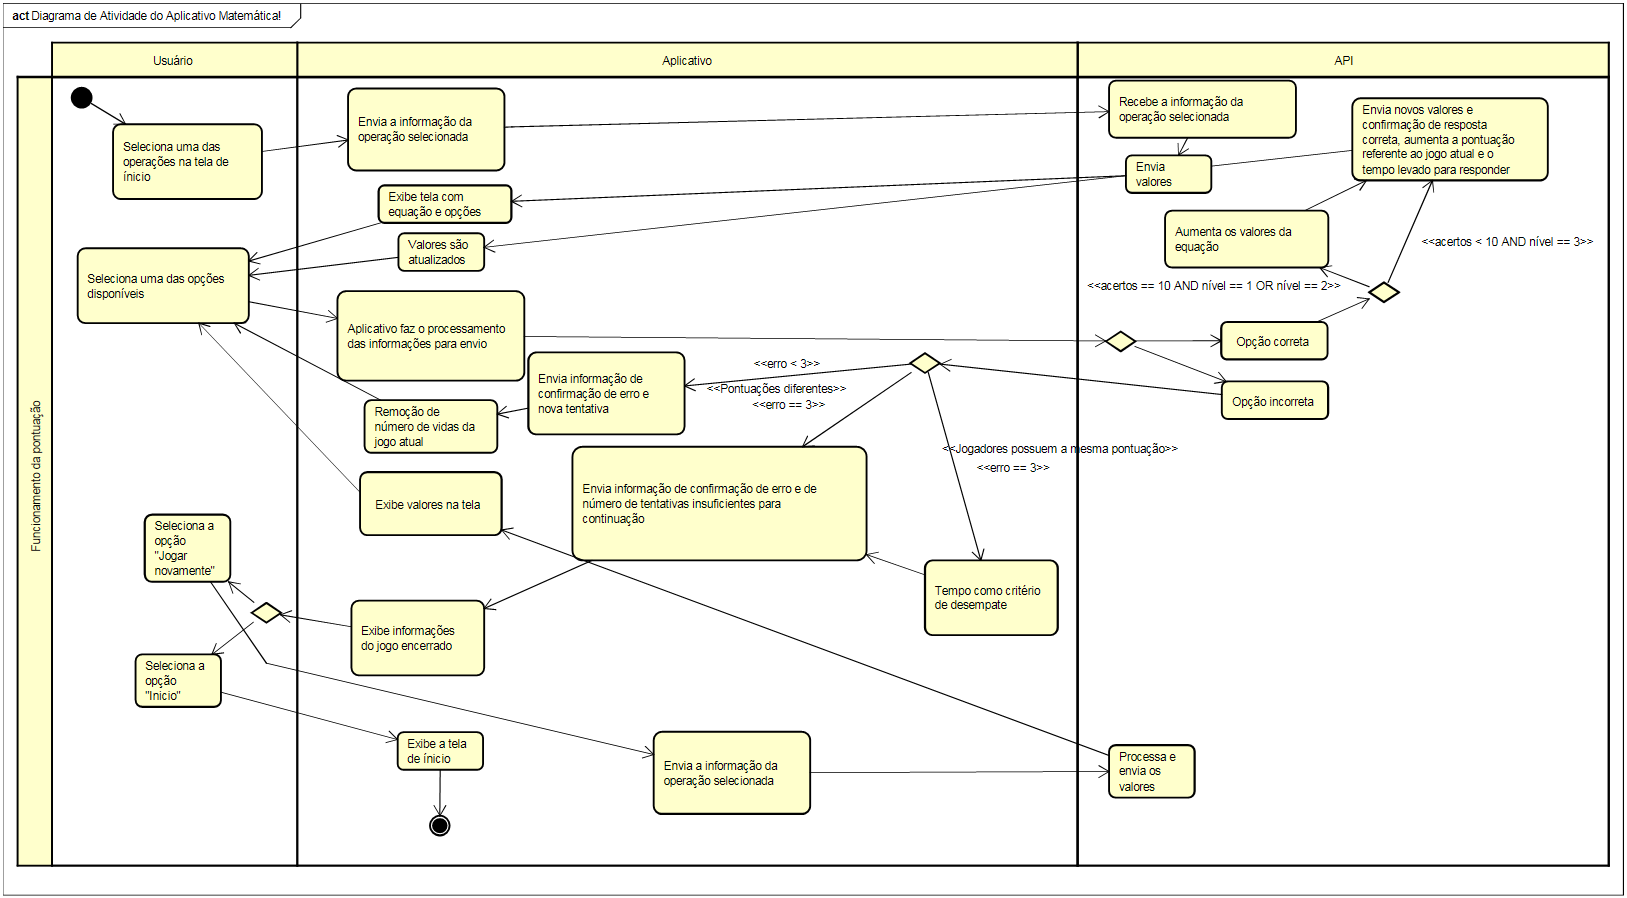 act Diagrama de Atividade do Aplicativo Matemática!
Usuário
Aplicativo
API
Funcionamento da pontuação
Seleciona uma das
operações na tela de
ínicio
Envia a informação da
operação selecionada
Recebe a informação da
operação selecionada
Envia novos valores e
confirmação de resposta
correta, aumenta a pontuação
referente ao jogo atual e o
tempo levado para responder
Envia
valores
Exibe tela com
equação e opções
Valores são
atualizados
Aumenta os valores da
equação
<<acertos < 10 AND nível == 3>>
Seleciona uma das opções
disponíveis
<<acertos == 10 AND nível == 1 OR nível == 2>>
Aplicativo faz o processamento
das informações para envio
Opção correta
<<erro < 3>>
Envia informação de
confirmação de erro e
nova tentativa
<<Pontuações diferentes>>
<<erro == 3>>
Opção incorreta
Remoção de
número de vidas da
jogo atual
<<Jogadores possuem a mesma pontuação>>
<<erro == 3>>
Envia informação de confirmação de erro e de
número de tentativas insuficientes para
continuação
Exibe valores na tela
Seleciona a
opção
"Jogar
novamente"
Tempo como critério
de desempate
Exibe informações
do jogo encerrado
Seleciona a
opção
"Inicio"
Exibe a tela
de ínicio
Envia a informação da
operação selecionada
Processa e
envia os
valores